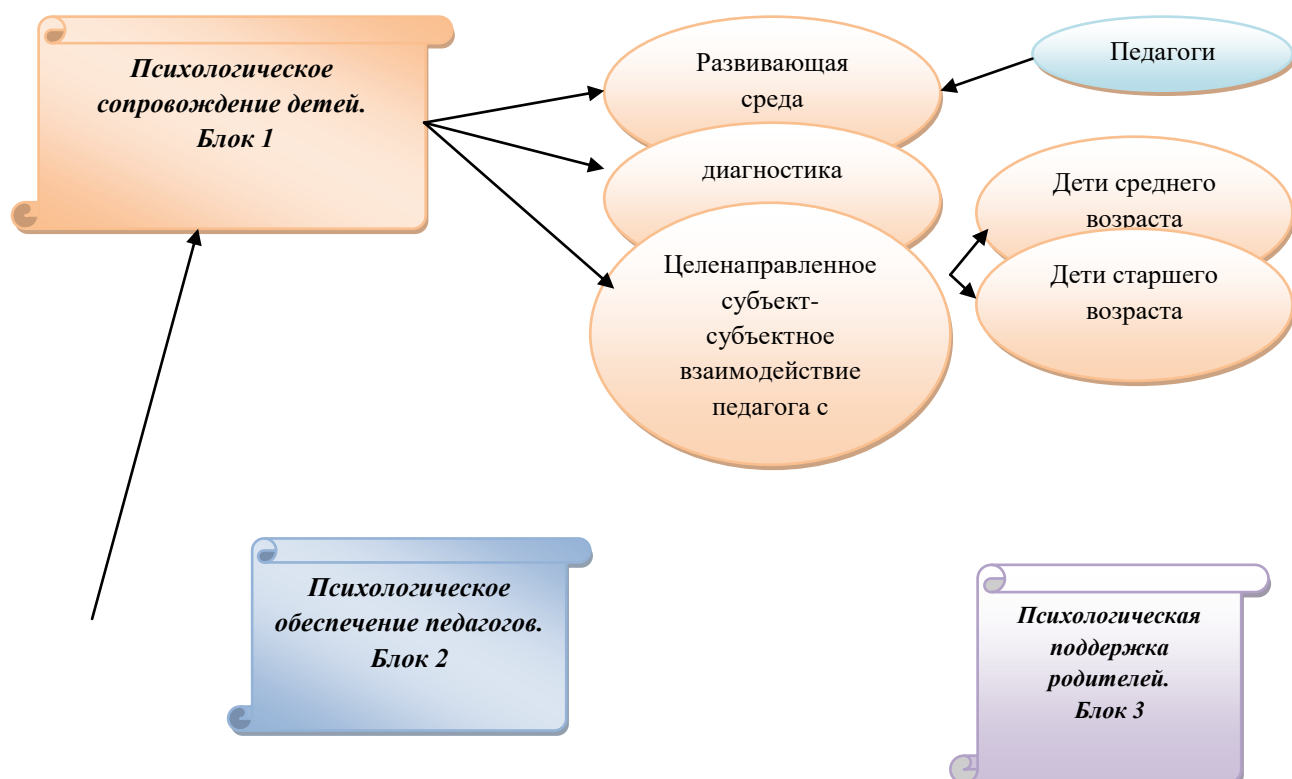 Психологическое
сопровождение детей.
Блок 1
Развивающая
среда
Педагоги
диагностика
Дети среднего
возраста
Целенаправленное
субъект-
субъектное
взаимодействие
педагога с
Дети старшего
возраста
Психологическое
обеспечение педагогов.
Блок 2
Психологическая
поддержка
родителей.
Блок 3